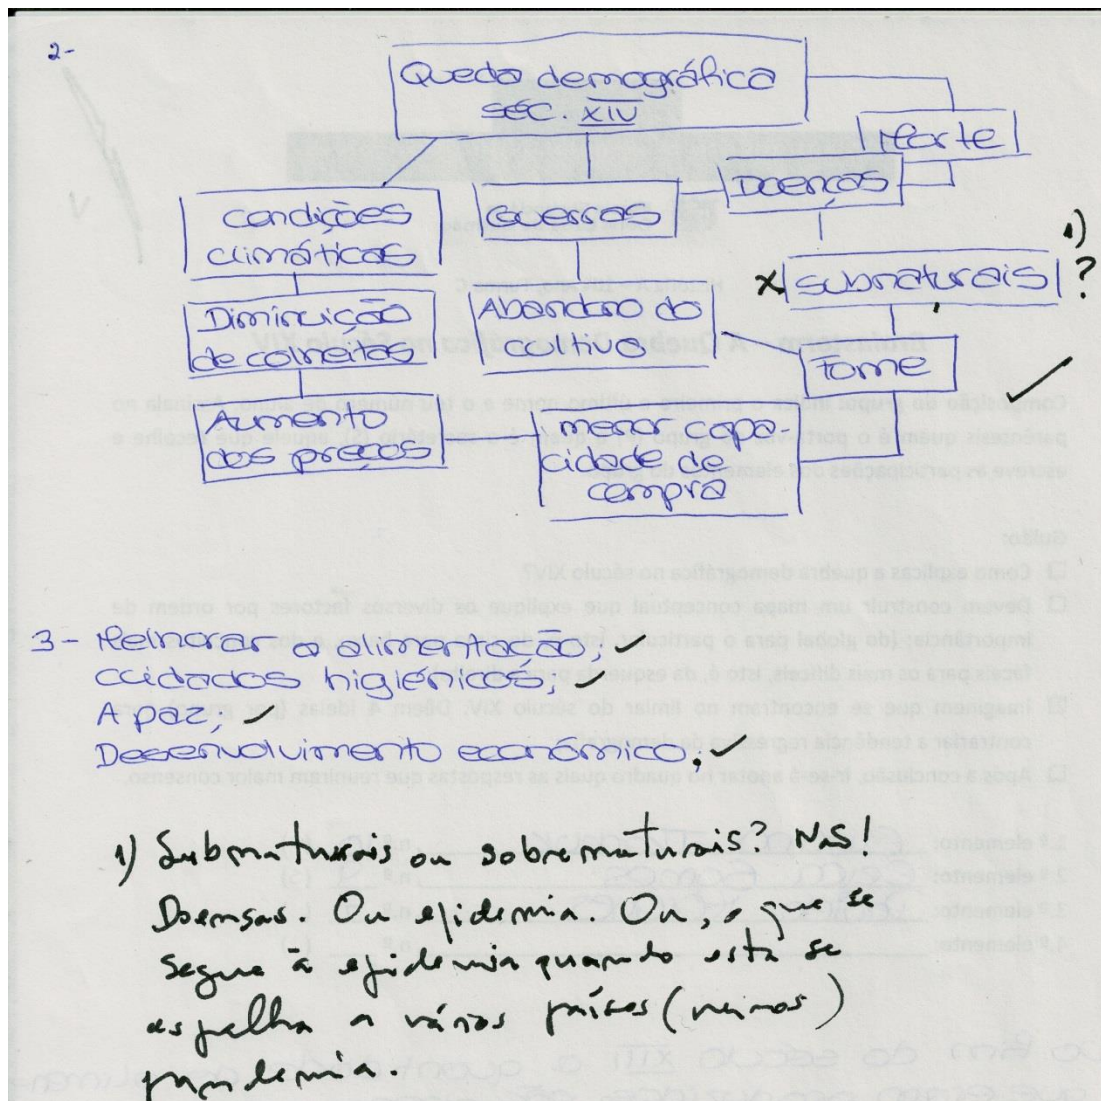 2-
Queda demográfica
séc. XIV
Morte
Doenças
Condições
climáticas
Guerras
1)
x subnaturais ?
Diminuição
de colheitas
Abandono do
cultivo
Fome
Aumento
dos preços
menor capa-
cidade de
compra
3- Melhorar a alimentação;
cuidados higiénicos;
A paz;
Desenvolvimento económico;
1) Subnaturais ou sobrenaturais?
Doensas. Ou epidemia Ou, o que se
segue à epidemia quando esta se
espalha a vários países (reinos)
pandemia.